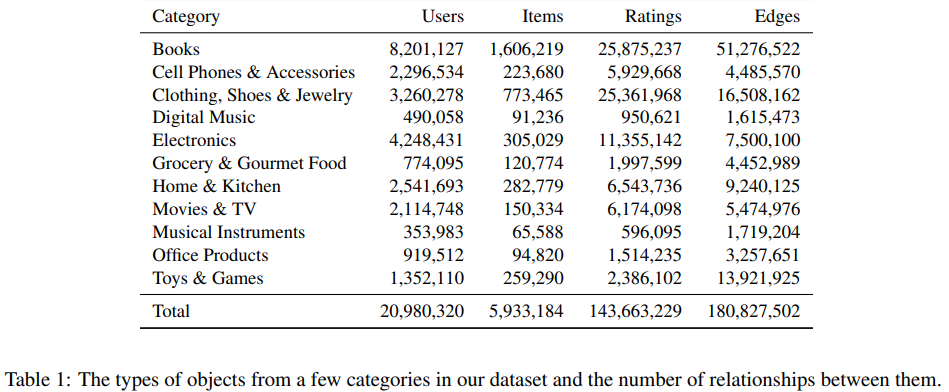 Category Users Items Ratings Edges
Books 8,201,127 1,606,219 25,875,237 51,276,522
Cell Phones & Accessories 2,296,534 223,680 5,929,668 4,485,570
Clothing, Shoes & Jewelry 3,260,278 773,465 25,361,968 16,508,162
Digital Music 490,058 91,236 950,621 1,615,473
Electronics 4,248,431 305,029 11,355,142 7,500,100
Grocery & Gourmet Food 774,095 120,774 1,997,599 4,452,989
Home & Kitchen 2,541,693 282,779 6,543,736 9,240,125
Movies & TV 2,114,748 150,334 6,174,098 5,474,976
Musical Instruments 353,983 65,588 596,095 1,719,204
Office Products 919,512 94,820 1,514,235 3,257,651
Toys & Games 1,352,110 259,290 2,386,102 13,921,925
Total 20,980,320 5,933,184 143,663,229 180,827,502
Table 1: The types of objects from a few categories in our dataset and the number of relationships between them.